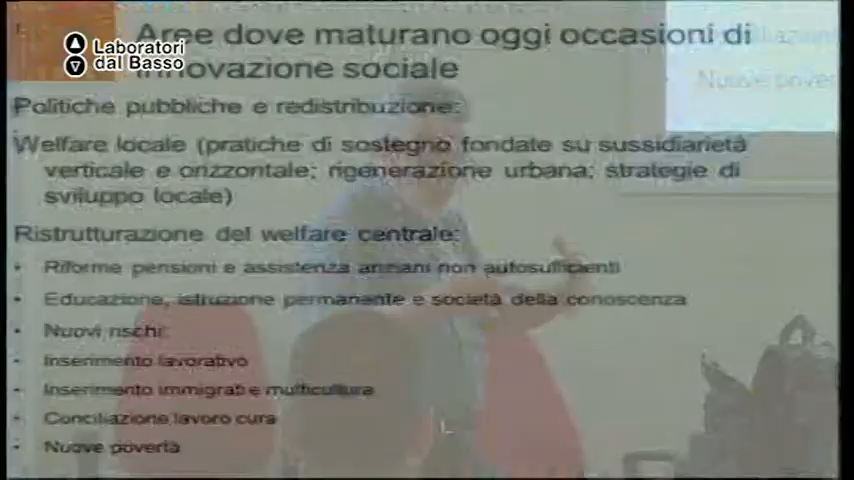 Aree dove maturano oggi occasioni di
innovazione sociale
Laboratori
dal Basso
Politiche pubbliche e redistribuzione:
Welfare locale (pratiche di sostegno fondate su sussidiarietà
verticale e orizzontale; rigenerazione urbana; strategie di
sviluppo locale)
Ristrutturazione del welfare centrale:
• Riforme pensioni e assistenza anziani non autosufficienti
• Educazione, istruzione permanente e società della conoscenza
• Nuovi rischi:
• Inserimento lavorativo
• Inserimento immigrati e multicultura
• Conciliazione lavoro cura
• Nuove povertà
Nuove pover